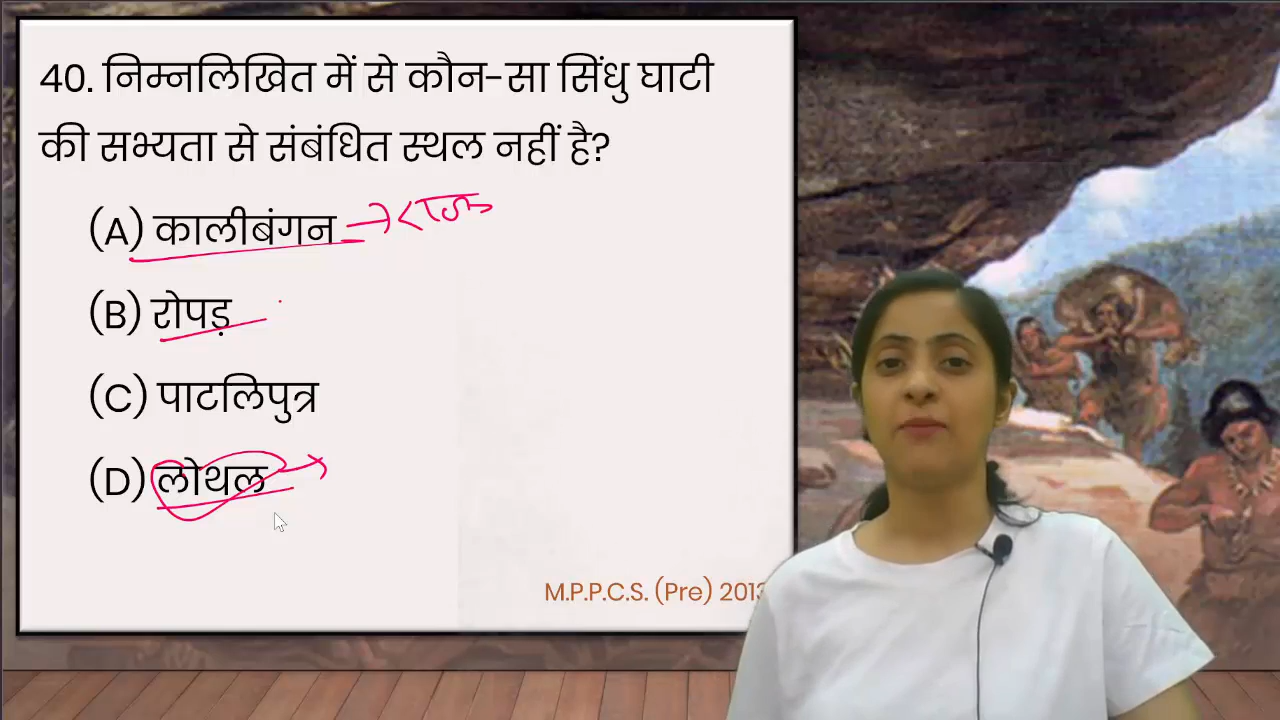 40. निम्नलिखित में से कौन-सा सिंधु घाटी
की सभ्यता से संबंधित स्थल नहीं है?
(A) कालीबंगन → राज
(B) रोपड़
(C) पाटलिपुत्र
(D) लोथल →
M.P.P.C.S. (Pre) 2013